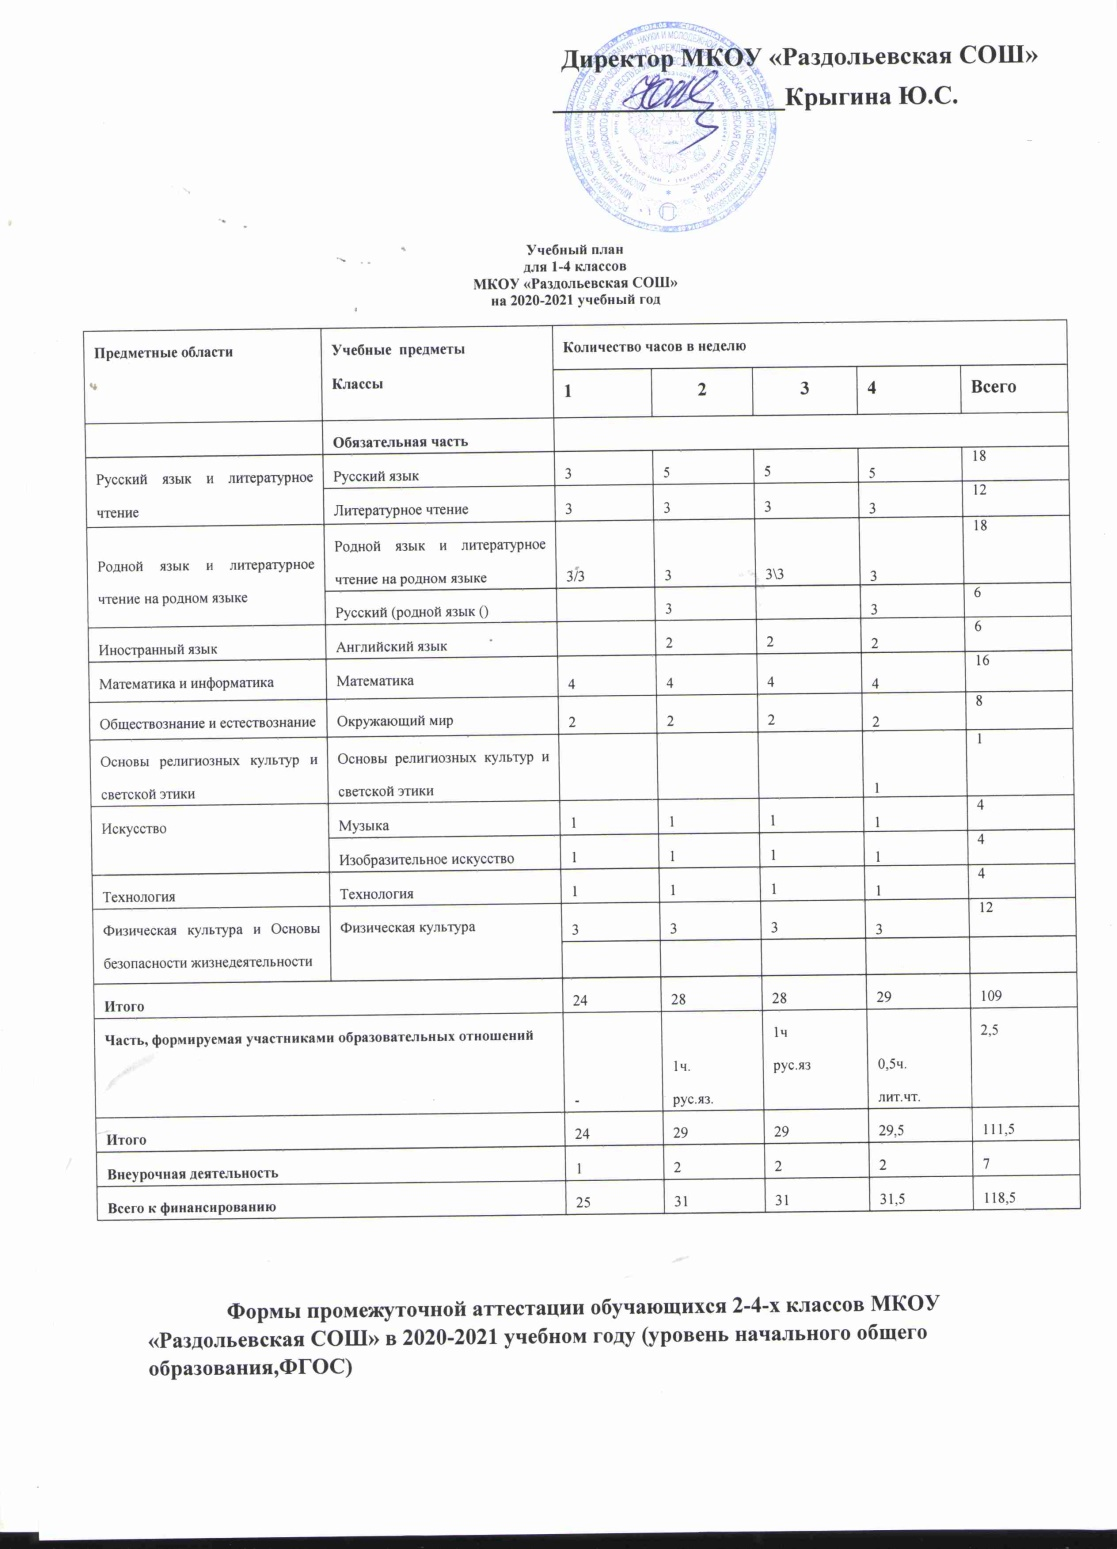 Директор МКОУ «Раздольевская СОШ»
Крыгина Ю.С.
Учебный план
для 1-4 классов
МКОУ «Раздольевская СОШ»
на 2020-2021 учебный год
Предметные области Учебные предметы Количество часов в неделю
Классы
1 2 3 4 Всего
Обязательная часть
Русский язык и литературное чтение Русский язык 3 5 5 5 18
Литературное чтение 3 3 3 3 12
Родной язык и литературное чтение на родном языке Родной язык и литературное чтение на родном языке 3/3 3 3\3 3 18
Русский (родной язык () 3 3 6
Иностранный язык Английский язык 2 2 2 6
Математика и информатика Математика 4 4 4 4 16
Обществознание и естествознание Окружающий мир 2 2 2 2 8
Основы религиозных культур и светской этики Основы религиозных культур и светской этики 1 1
Искусство Музыка 1 1 1 1 4
Изобразительное искусство 1 1 1 1 4
Технология Технология 1 1 1 1 4
Физическая культура и Основы безопасности жизнедеятельности Физическая культура 3 3 3 3 12
Итого 24 28 28 29 109
Часть, формируемая участниками образовательных отношений - 1ч. рус.яз. 1ч рус.яз 0,5ч. лит.чт. 2,5
Итого 24 29 29 29,5 111,5
Внеурочная деятельность 1 2 2 2 7
Всего к финансированию 25 31 31 31,5 118,5
Формы промежуточной аттестации обучающихся 2-4-х классов МКОУ
«Раздольевская СОШ» в 2020-2021 учебном году (уровень начального общего
образования,ФГОС)